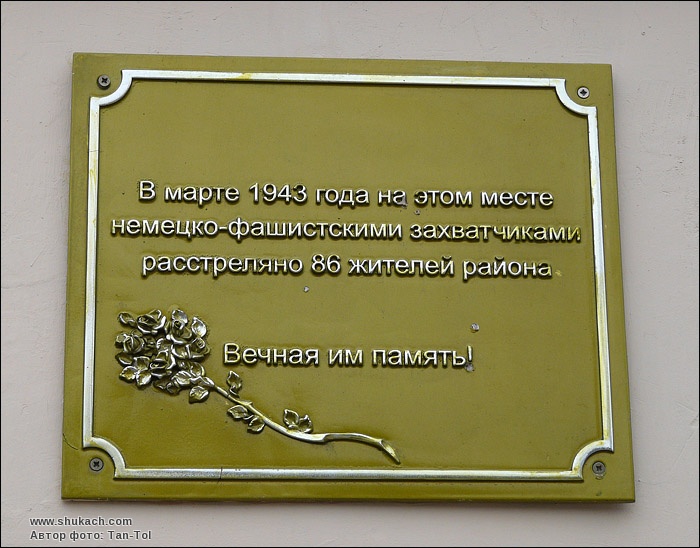 В марте 1943 года на этом месте
немецко-фашистскими захватчиками
расстреляно 86 жителей района
Вечная им память!
www.shukach.com
Автор фото: Tan-Tol